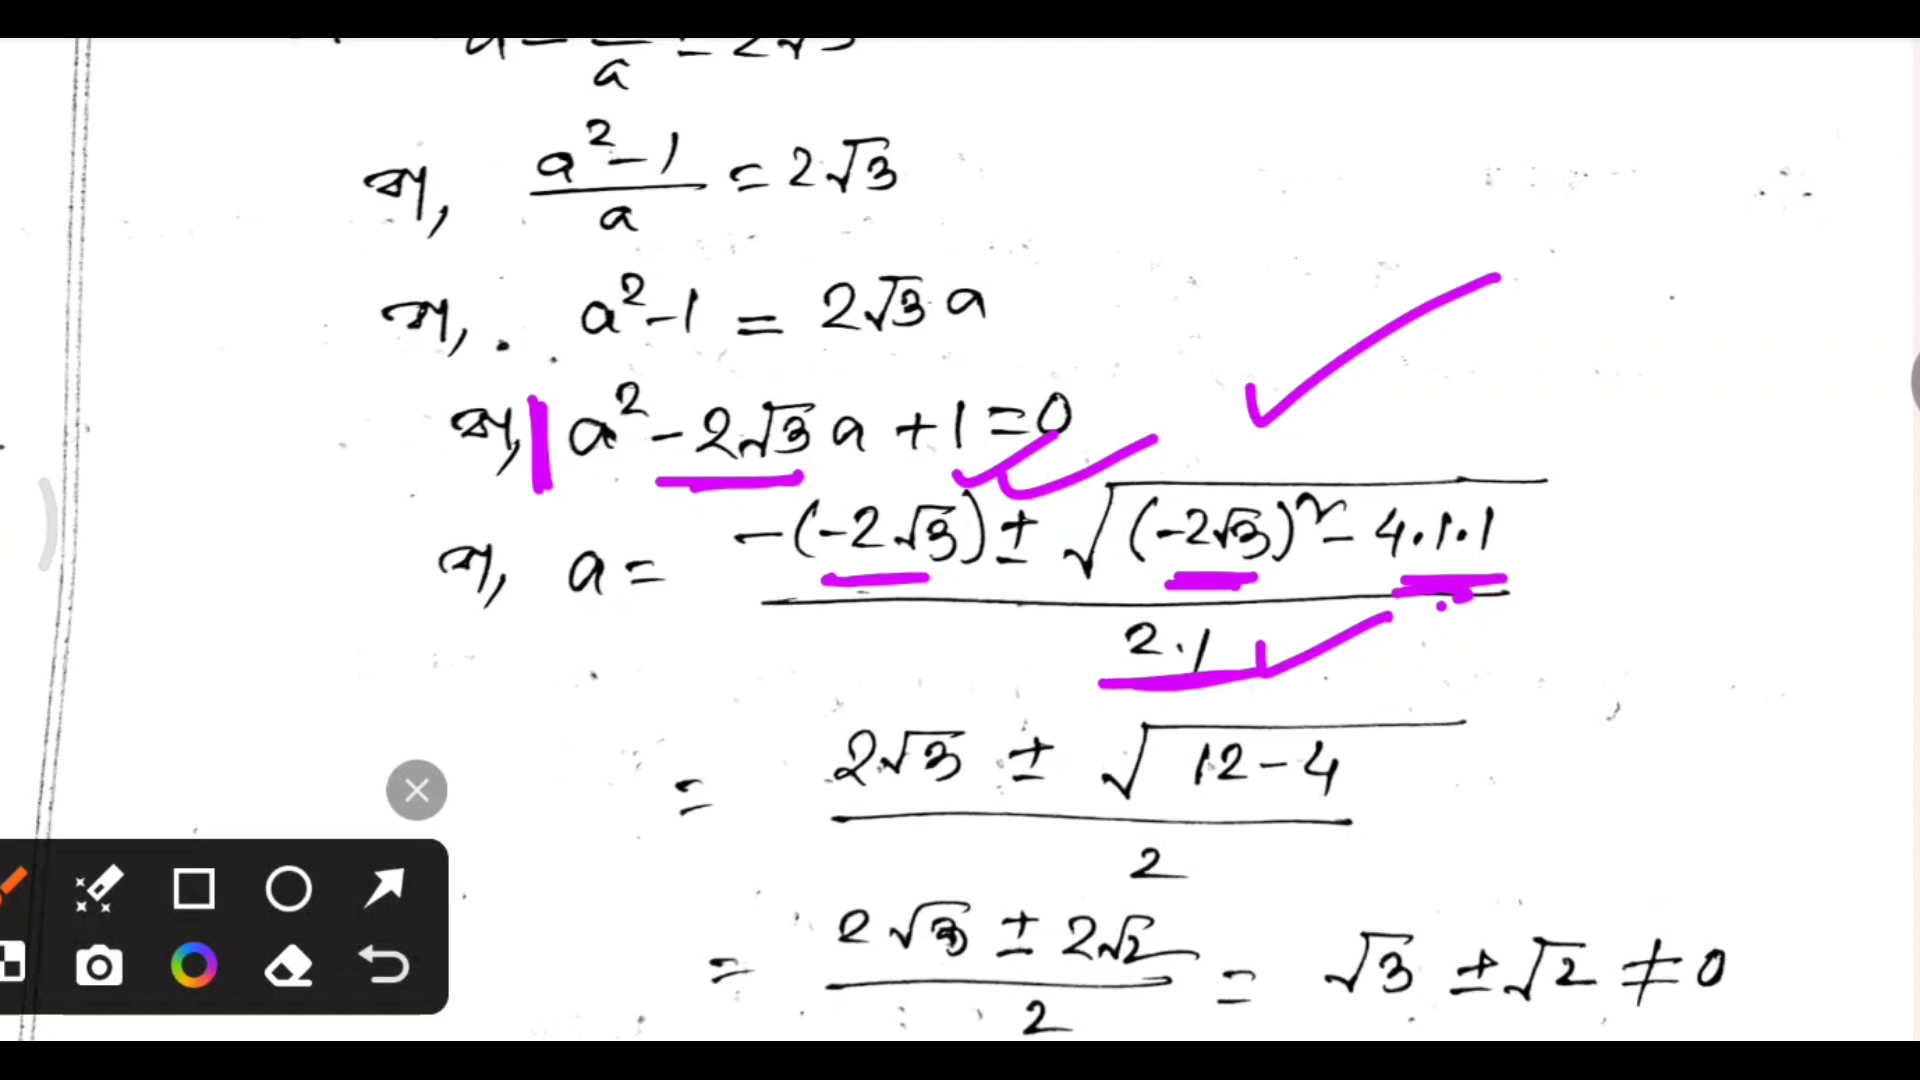 বা, a²-1/a = 2√3
বা, a²-1 = 2√3 a
বা, a² - 2√3 a + 1 = 0
বা, a = -(-2√3) ± √(-2√3)² - 4.1.1 / 2.1
= 2√3 ± √12-4 / 2
= 2√3 ± 2√2 / 2 = √3 ± √2 ≠ 0